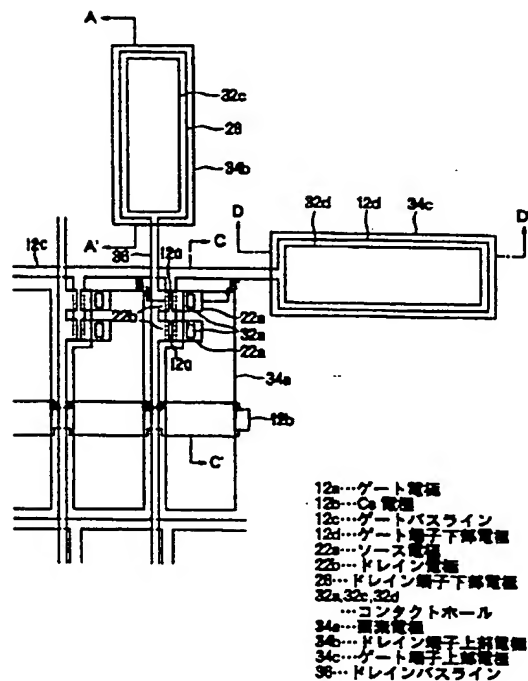 A
32c
28
34b
A'
D
32d
12d
34c
D
12c
36
12a
C
22b
22a
32a
22a
12a
34a
12b
C'
12a…ゲート電極
12b…Cs電極
12c…ゲートバスライン
12d…ゲート端子下部電極
22a…ソース電極
22b…ドレイン電極
28…ドレイン端子下部電極
32a,32c,32d
…コンタクトホール
34a…画素電極
34b…ドレイン端子上部電極
34c…ゲート端子上部電極
36…ドレインバスライン